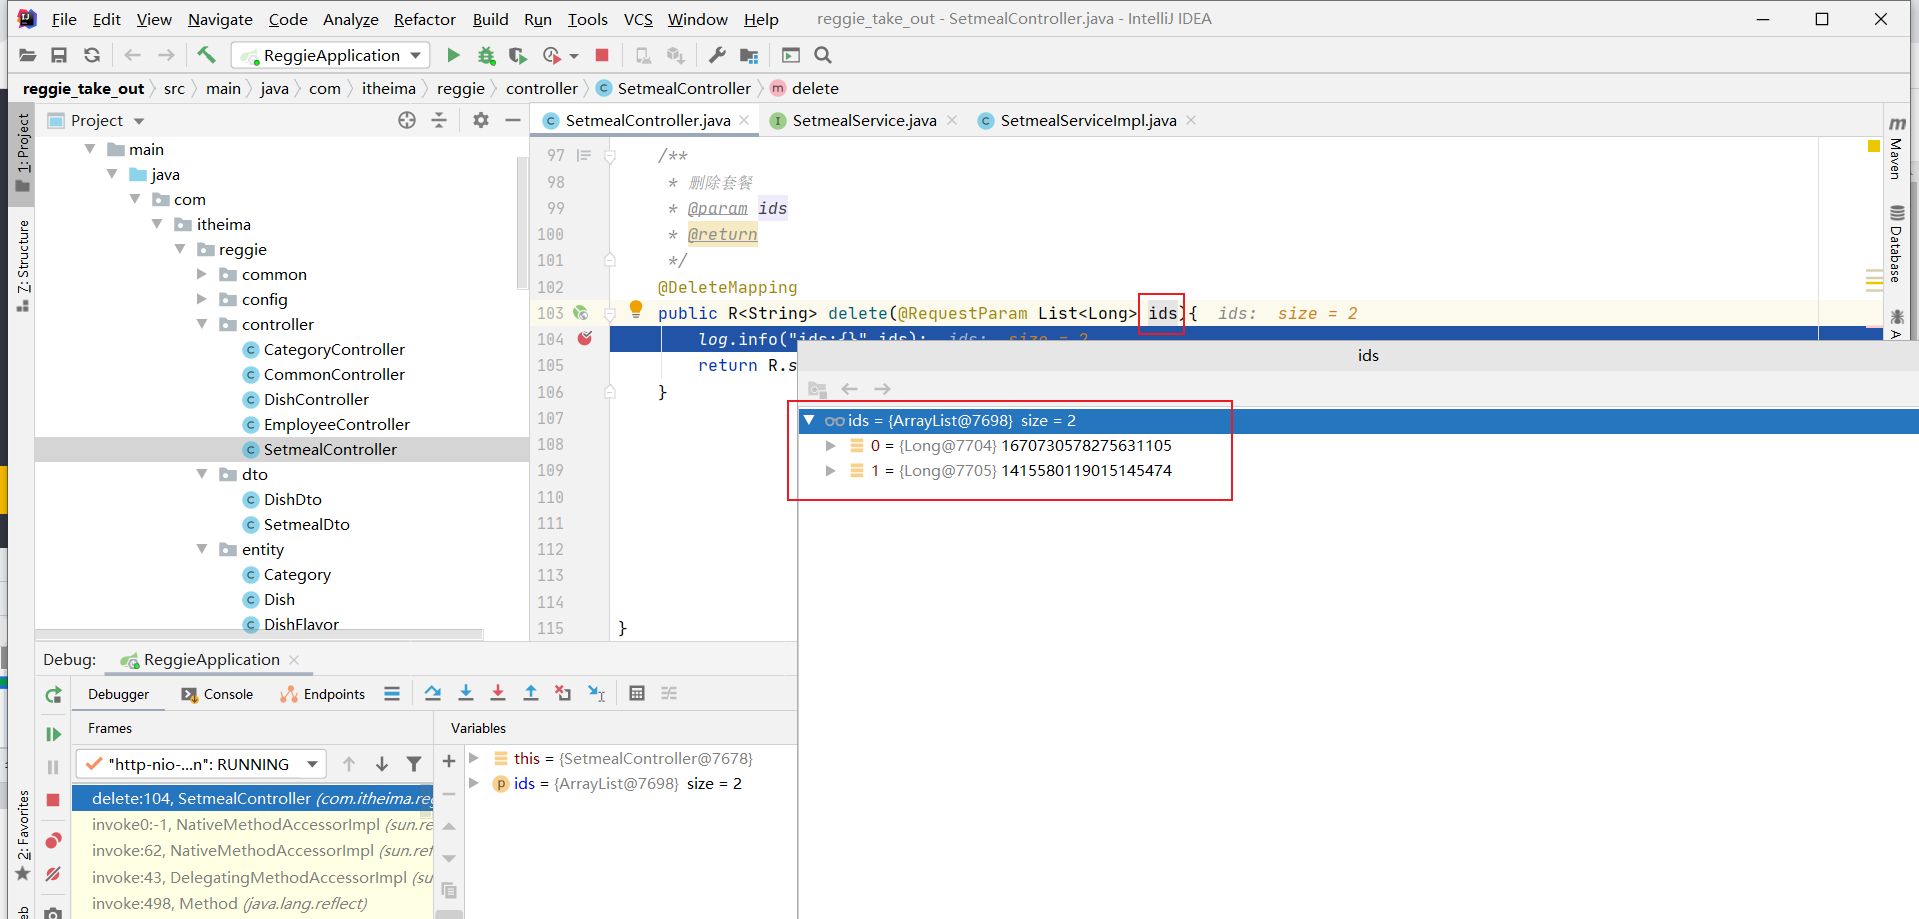 File Edit View Navigate Code Analyze Refactor Build Run Tools VCS Window Help reggie_take_out - SetmealController.java - IntelliJ IDEA
ReggieApplication
reggie_take_out src main java com itheima reggie controller SetmealController delete
1: Project
Z: Structure
2: Favorites
Project
main
java
com
itheima
reggie
common
config
controller
CategoryController
CommonController
DishController
EmployeeController
SetmealController
dto
DishDto
SetmealDto
entity
Category
Dish
DishFlavor
SetmealController.java SetmealService.java SetmealServiceImpl.java
97 /**
98 * 删除套餐
99 * @param ids
100 * @return
101 */
102 @DeleteMapping
103 public R<String> delete(@RequestParam List<Long> ids){ ids: size = 2
104 log.info("ids:{}",ids); ids: size = 2
105 return R.s
106 }
107
108
109
110
111
112
113
114
115 }
ids
ids = {ArrayList@7698} size = 2
0 = {Long@7704} 1670730578275631105
1 = {Long@7705} 1415580119015145474
m Maven
Database
A
Debug: ReggieApplication
Debugger Console Endpoints
Frames
"http-nio-...n": RUNNING
delete:104, SetmealController (com.itheima.reg
invoke0:-1, NativeMethodAccessorImpl (sun.re
invoke:62, NativeMethodAccessorImpl (sun.ref
invoke:43, DelegatingMethodAccessorImpl (su
invoke:498, Method (java.lang.reflect)
Variables
this = {SetmealController@7678}
ids = {ArrayList@7698} size = 2